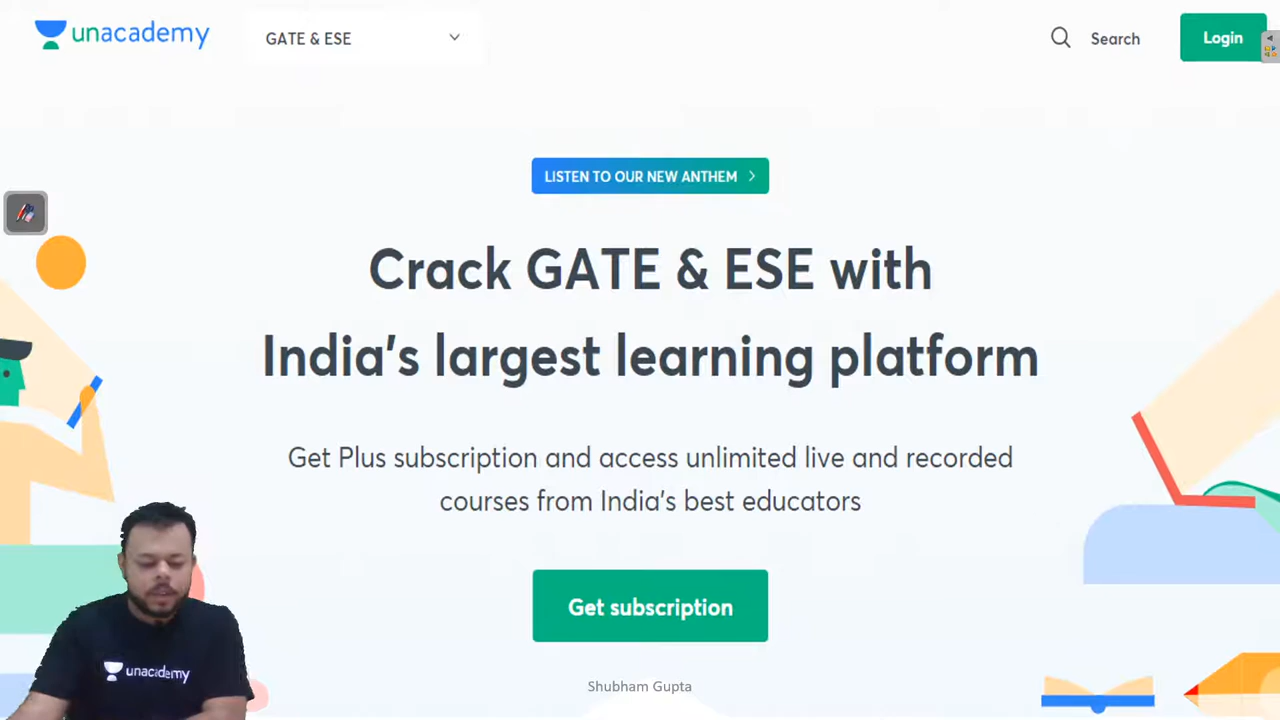 unacademy
GATE & ESE
Search
Login
LISTEN TO OUR NEW ANTHEM
Crack GATE & ESE with
India's largest learning platform
Get Plus subscription and access unlimited live and recorded
courses from India's best educators
Get subscription
unacademy
Shubham Gupta